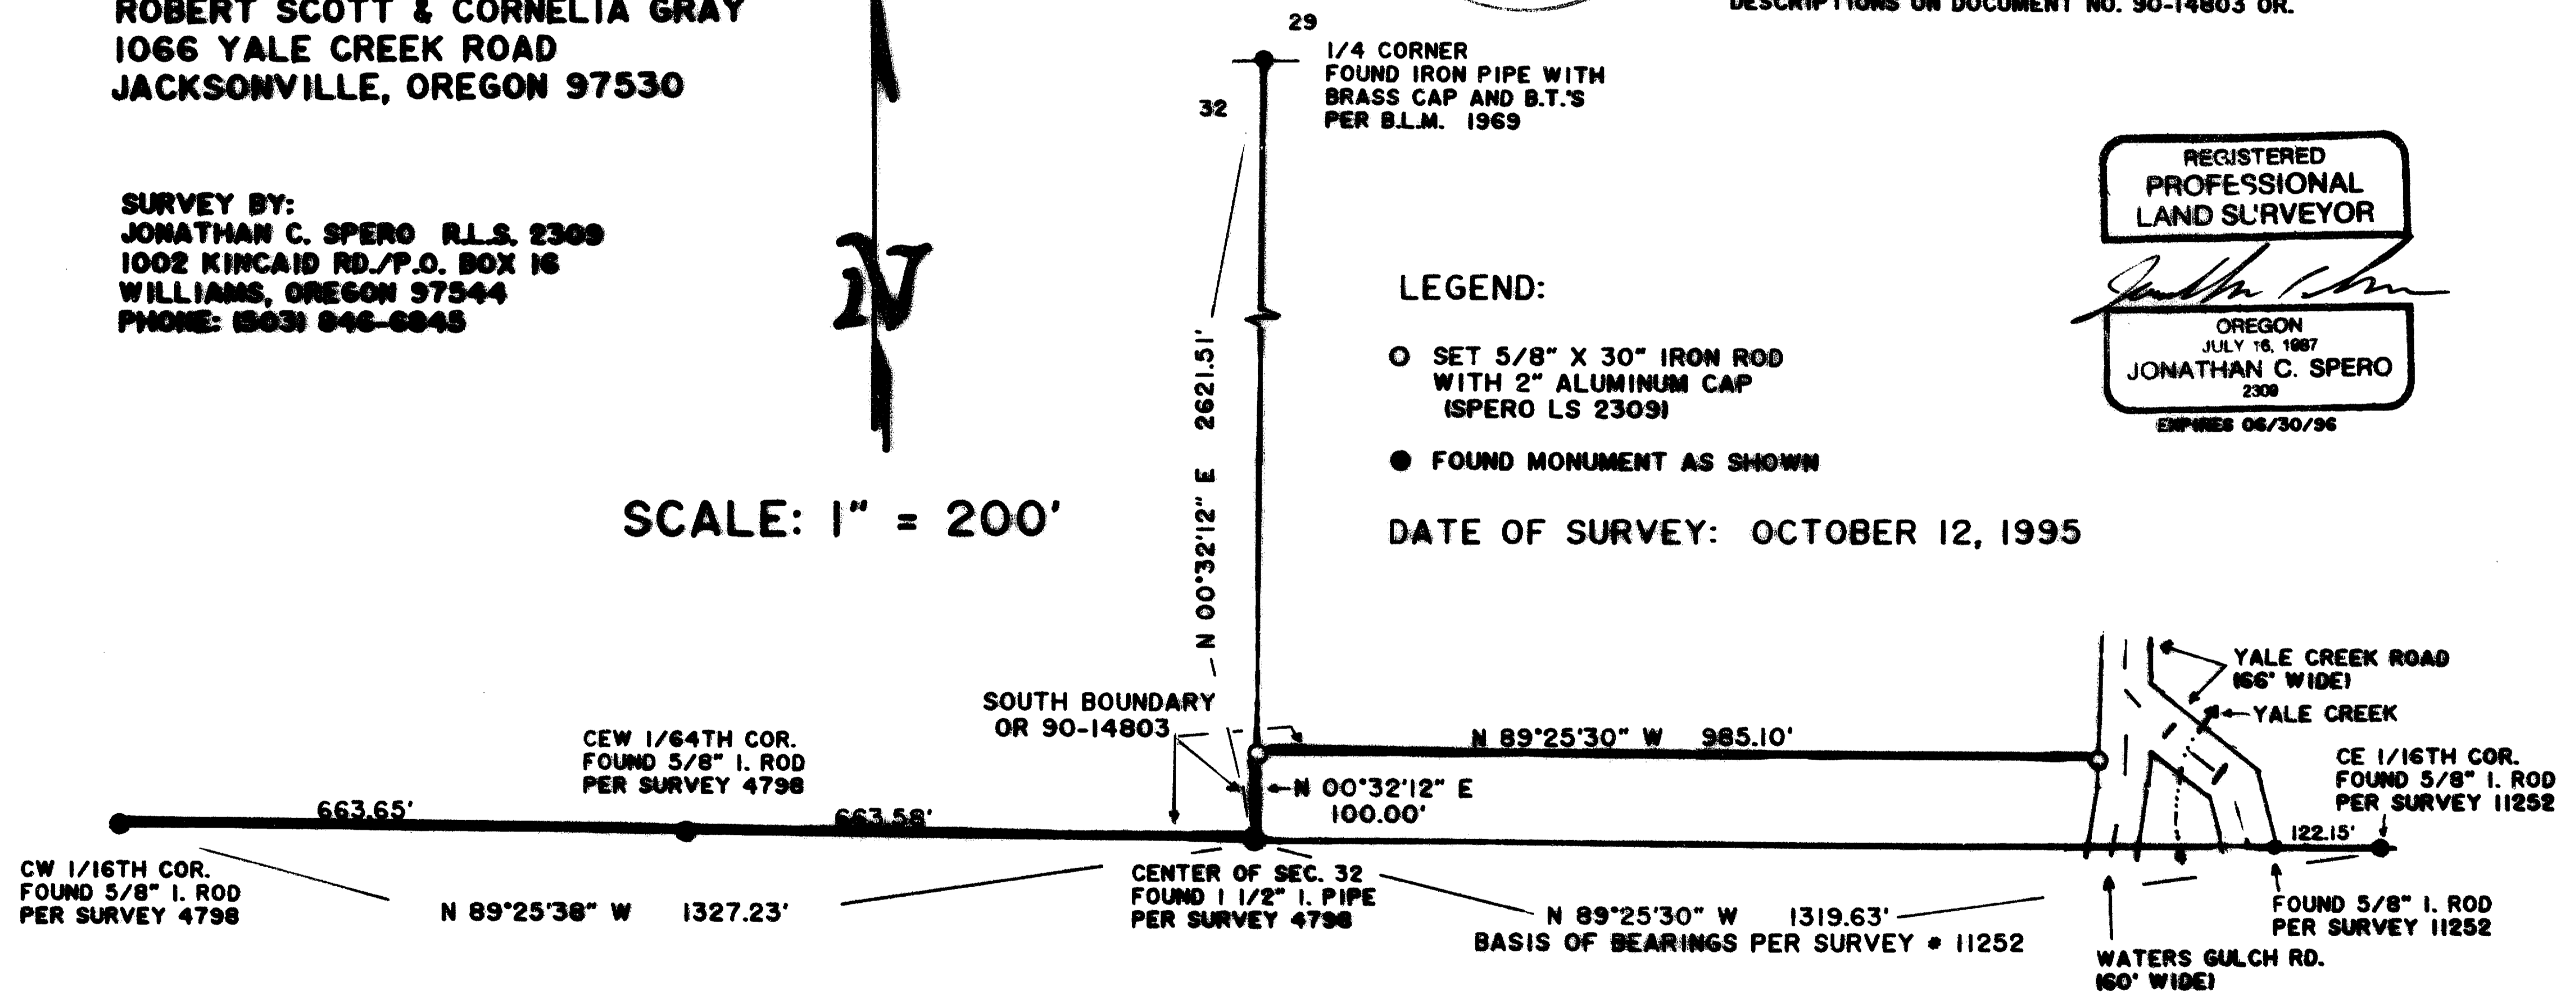 ROBERT SCOTT & CORNELIA GRAY
1066 YALE CREEK ROAD
JACKSONVILLE, OREGON 97530
SURVEY BY:
JONATHAN C. SPERO R.L.S. 2309
1002 KINCAID RD./P.O. BOX 16
WILLIAMS, OREGON 97544
PHONE: (503) 846-6845
N
SCALE: 1" = 200'
DESCRIPTIONS ON DOCUMENT NO. 90-14803 OR.
29
32
1/4 CORNER
FOUND IRON PIPE WITH
BRASS CAP AND B.T.'S
PER B.L.M. 1969
N 00°32'12" E 2621.51'
REGISTERED
PROFESSIONAL
LAND SURVEYOR
OREGON
JULY 16, 1987
JONATHAN C. SPERO
2309
EXPIRES 06/30/96
LEGEND:
SET 5/8" X 30" IRON ROD
WITH 2" ALUMINUM CAP
(SPERO LS 2309)
FOUND MONUMENT AS SHOWN
DATE OF SURVEY: OCTOBER 12, 1995
SOUTH BOUNDARY
OR 90-14803
N 89°25'30" W 985.10'
N 00°32'12" E
100.00'
YALE CREEK ROAD
(66' WIDE)
YALE CREEK
CE 1/16TH COR.
FOUND 5/8" I. ROD
PER SURVEY 11252
122.15'
CEW 1/64TH COR.
FOUND 5/8" I. ROD
PER SURVEY 4798
663.65'
663.58'
CW 1/16TH COR.
FOUND 5/8" I. ROD
PER SURVEY 4798
N 89°25'38" W 1327.23'
CENTER OF SEC. 32
FOUND 1 1/2" I. PIPE
PER SURVEY 4798
N 89°25'30" W 1319.63'
BASIS OF BEARINGS PER SURVEY # 11252
FOUND 5/8" I. ROD
PER SURVEY 11252
WATERS GULCH RD.
(60' WIDE)